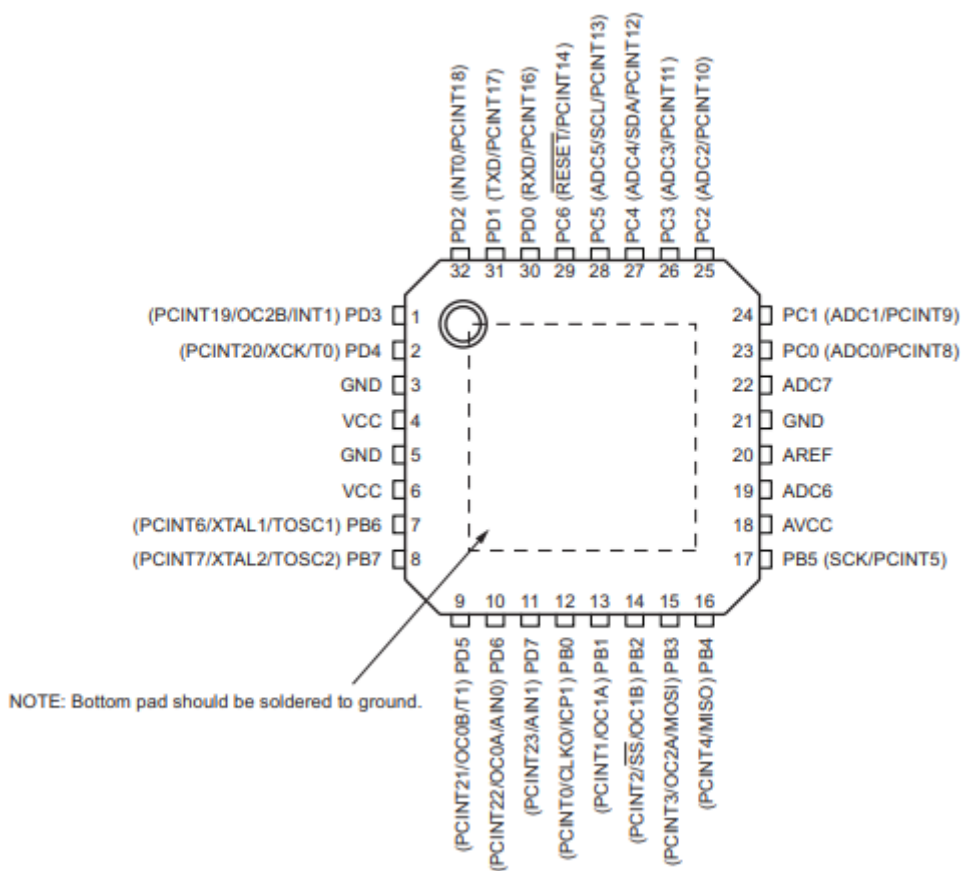 PD2 (INT0/PCINT18)
PD1 (TXD/PCINT17)
PD0 (RXD/PCINT16)
PC6 (RESET/PCINT14)
PC5 (ADC5/SCL/PCINT13)
PC4 (ADC4/SDA/PCINT12)
PC3 (ADC3/PCINT11)
PC2 (ADC2/PCINT10)
32 31 30 29 28 27 26 25
(PCINT19/OC2B/INT1) PD3 1
(PCINT20/XCK/T0) PD4 2
GND 3
VCC 4
GND 5
VCC 6
(PCINT6/XTAL1/TOSC1) PB6 7
(PCINT7/XTAL2/TOSC2) PB7 8
24 PC1 (ADC1/PCINT9)
23 PC0 (ADC0/PCINT8)
22 ADC7
21 GND
20 AREF
19 ADC6
18 AVCC
17 PB5 (SCK/PCINT5)
9 10 11 12 13 14 15 16
(PCINT21/OC0B/T1) PD5
(PCINT22/OC0A/AIN0) PD6
(PCINT23/AIN1) PD7
(PCINT0/CLKO/ICP1) PB0
(PCINT1/OC1A) PB1
(PCINT2/SS/OC1B) PB2
(PCINT3/OC2A/MOSI) PB3
(PCINT4/MISO) PB4
NOTE: Bottom pad should be soldered to ground.